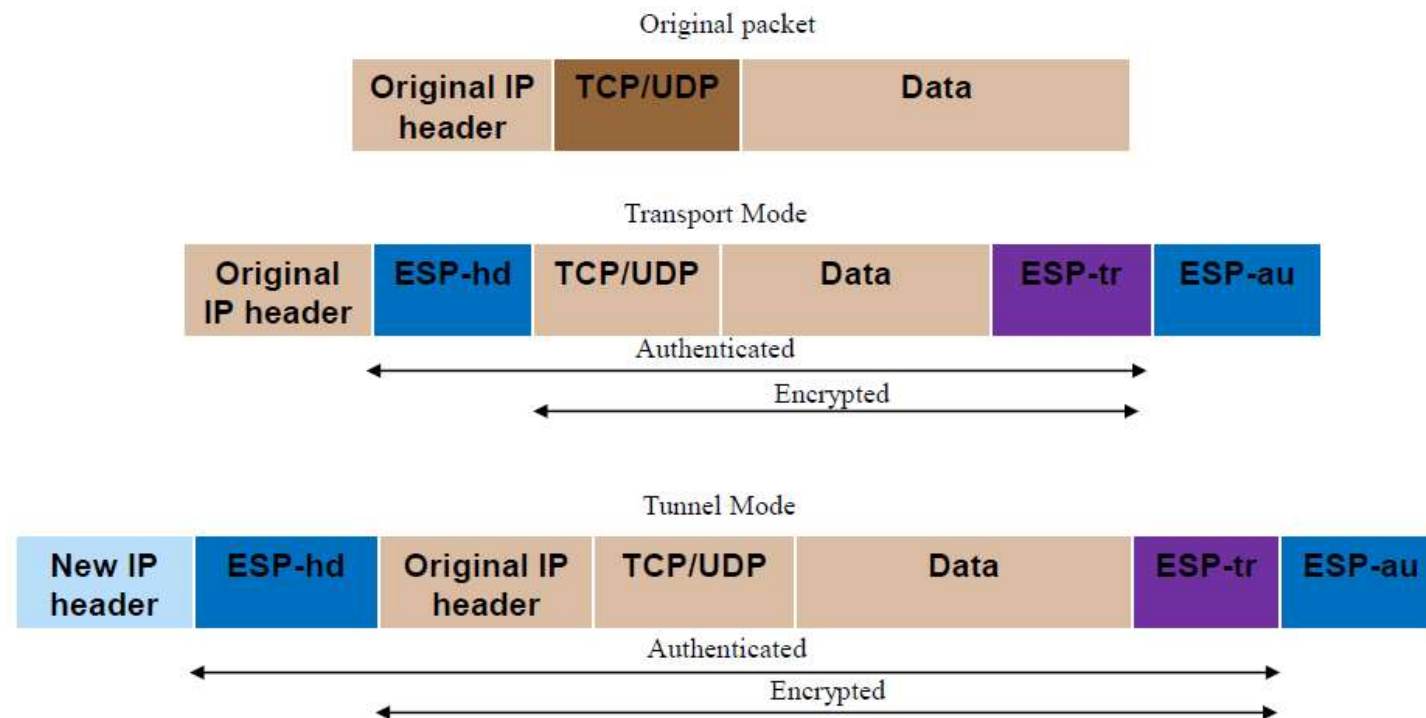 Original packet
Original IP TCP/UDP Data
header
Transport Mode
Original ESP-hd TCP/UDP Data ESP-tr ESP-au
IP header
Authenticated
Encrypted
Tunnel Mode
New IP ESP-hd Original IP TCP/UDP Data ESP-tr ESP-au
header header
Authenticated
Encrypted